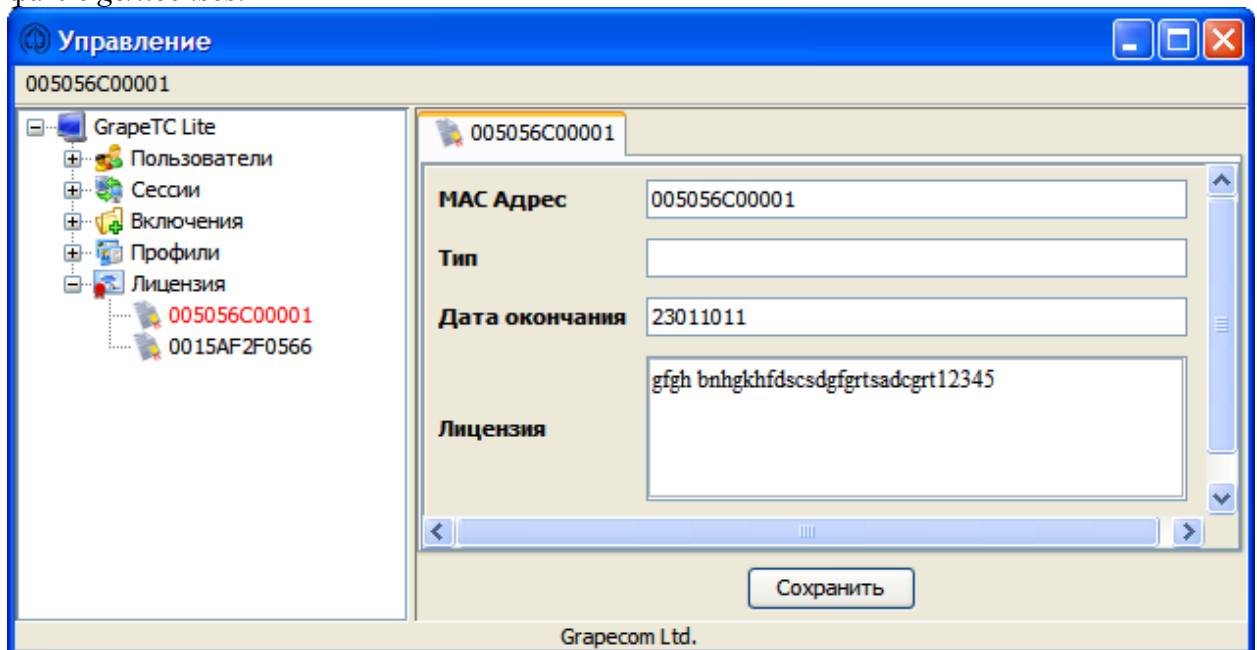 Управление
005056C00001
GrapeTC Lite
Пользователи
Сессии
Включения
Профили
Лицензия
005056C00001
0015AF2F0566
005056C00001
MAC Адрес 005056C00001
Тип
Дата окончания 23011011
Лицензия gfgh bnhgkhfdscsdgfgrtsadcgrt12345
Сохранить
Grapecom Ltd.